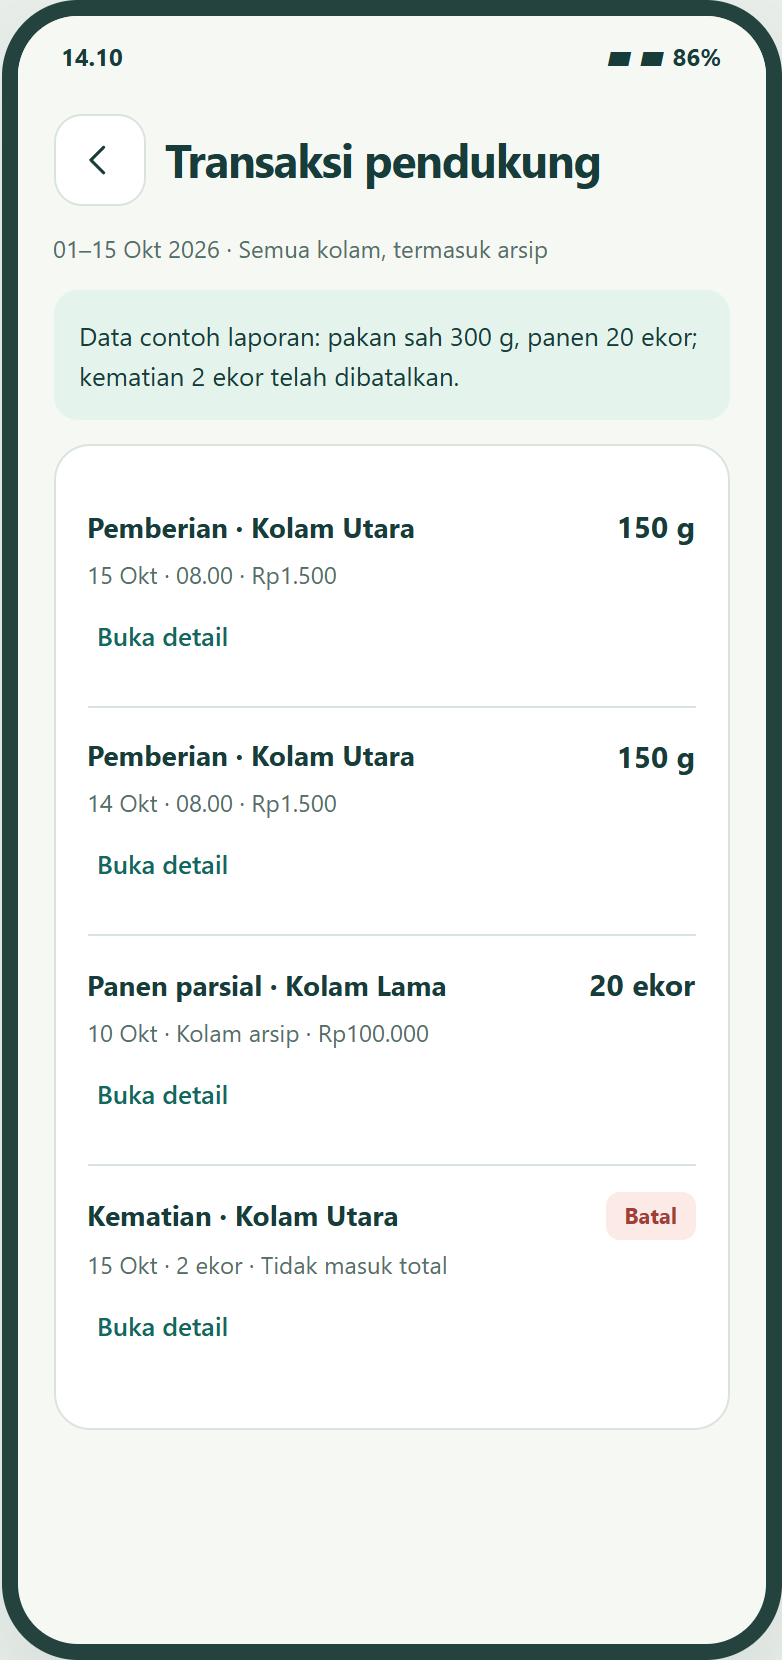 14.10
86%
Transaksi pendukung
01–15 Okt 2026 · Semua kolam, termasuk arsip
Data contoh laporan: pakan sah 300 g, panen 20 ekor;
kematian 2 ekor telah dibatalkan.
Pemberian · Kolam Utara
150 g
15 Okt · 08.00 · Rp1.500
Buka detail
Pemberian · Kolam Utara
150 g
14 Okt · 08.00 · Rp1.500
Buka detail
Panen parsial · Kolam Lama
20 ekor
10 Okt · Kolam arsip · Rp100.000
Buka detail
Kematian · Kolam Utara
Batal
15 Okt · 2 ekor · Tidak masuk total
Buka detail